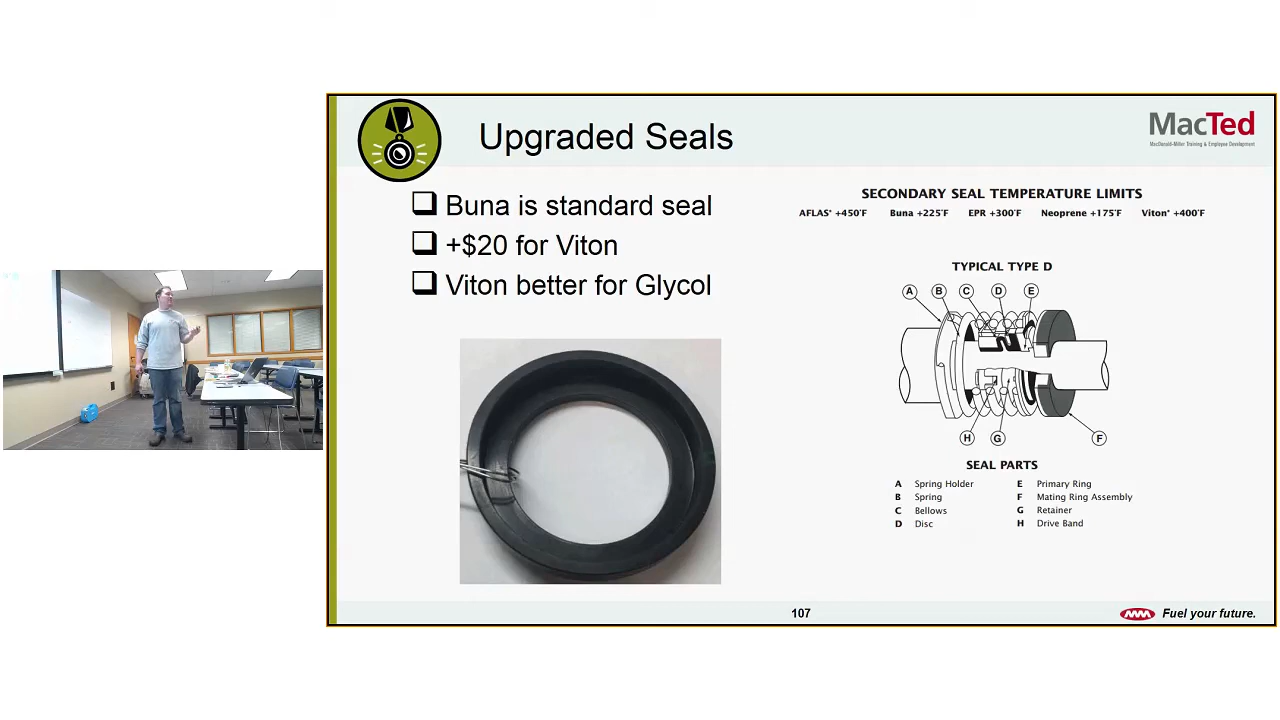 Upgraded Seals
MacTed
MacDonald-Miller Training & Employee Development
❑ Buna is standard seal
❑ +$20 for Viton
❑ Viton better for Glycol
SECONDARY SEAL TEMPERATURE LIMITS
AFLAS* +450°F Buna +225°F EPR +300°F Neoprene +175°F Viton* +400°F
TYPICAL TYPE D
A B C D E
H G F
SEAL PARTS
A Spring Holder E Primary Ring
B Spring F Mating Ring Assembly
C Bellows G Retainer
D Disc H Drive Band
107
Fuel your future.